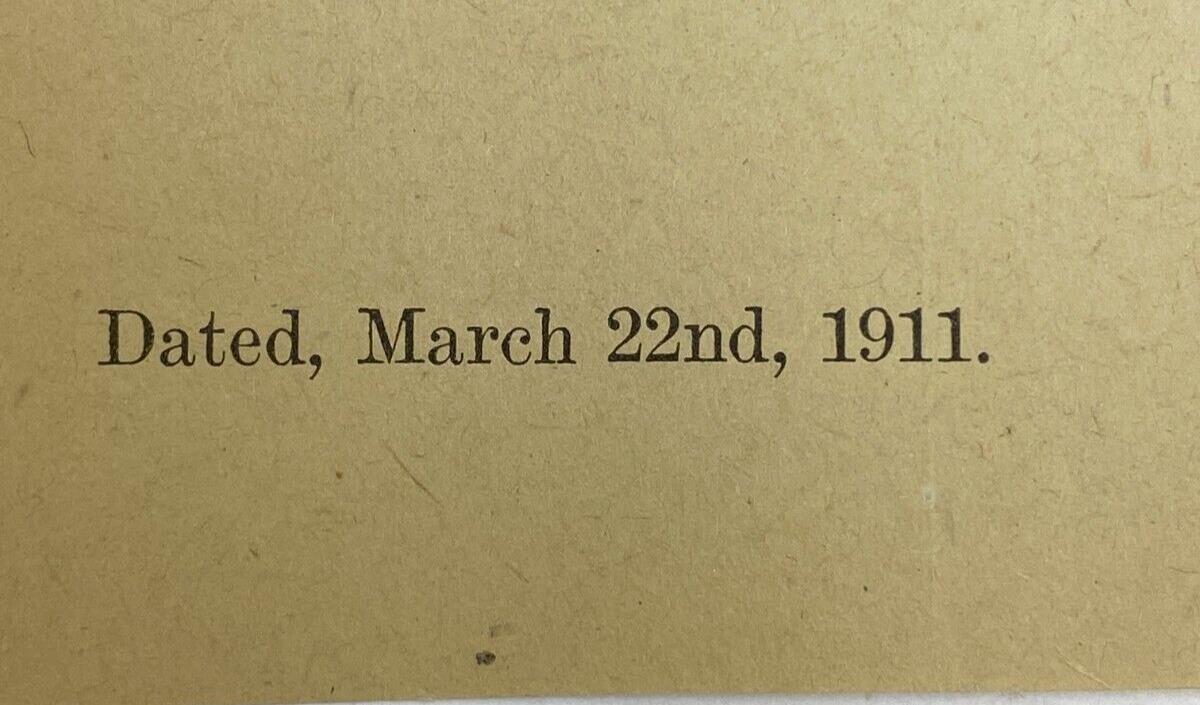 Dated, March 22nd, 1911.